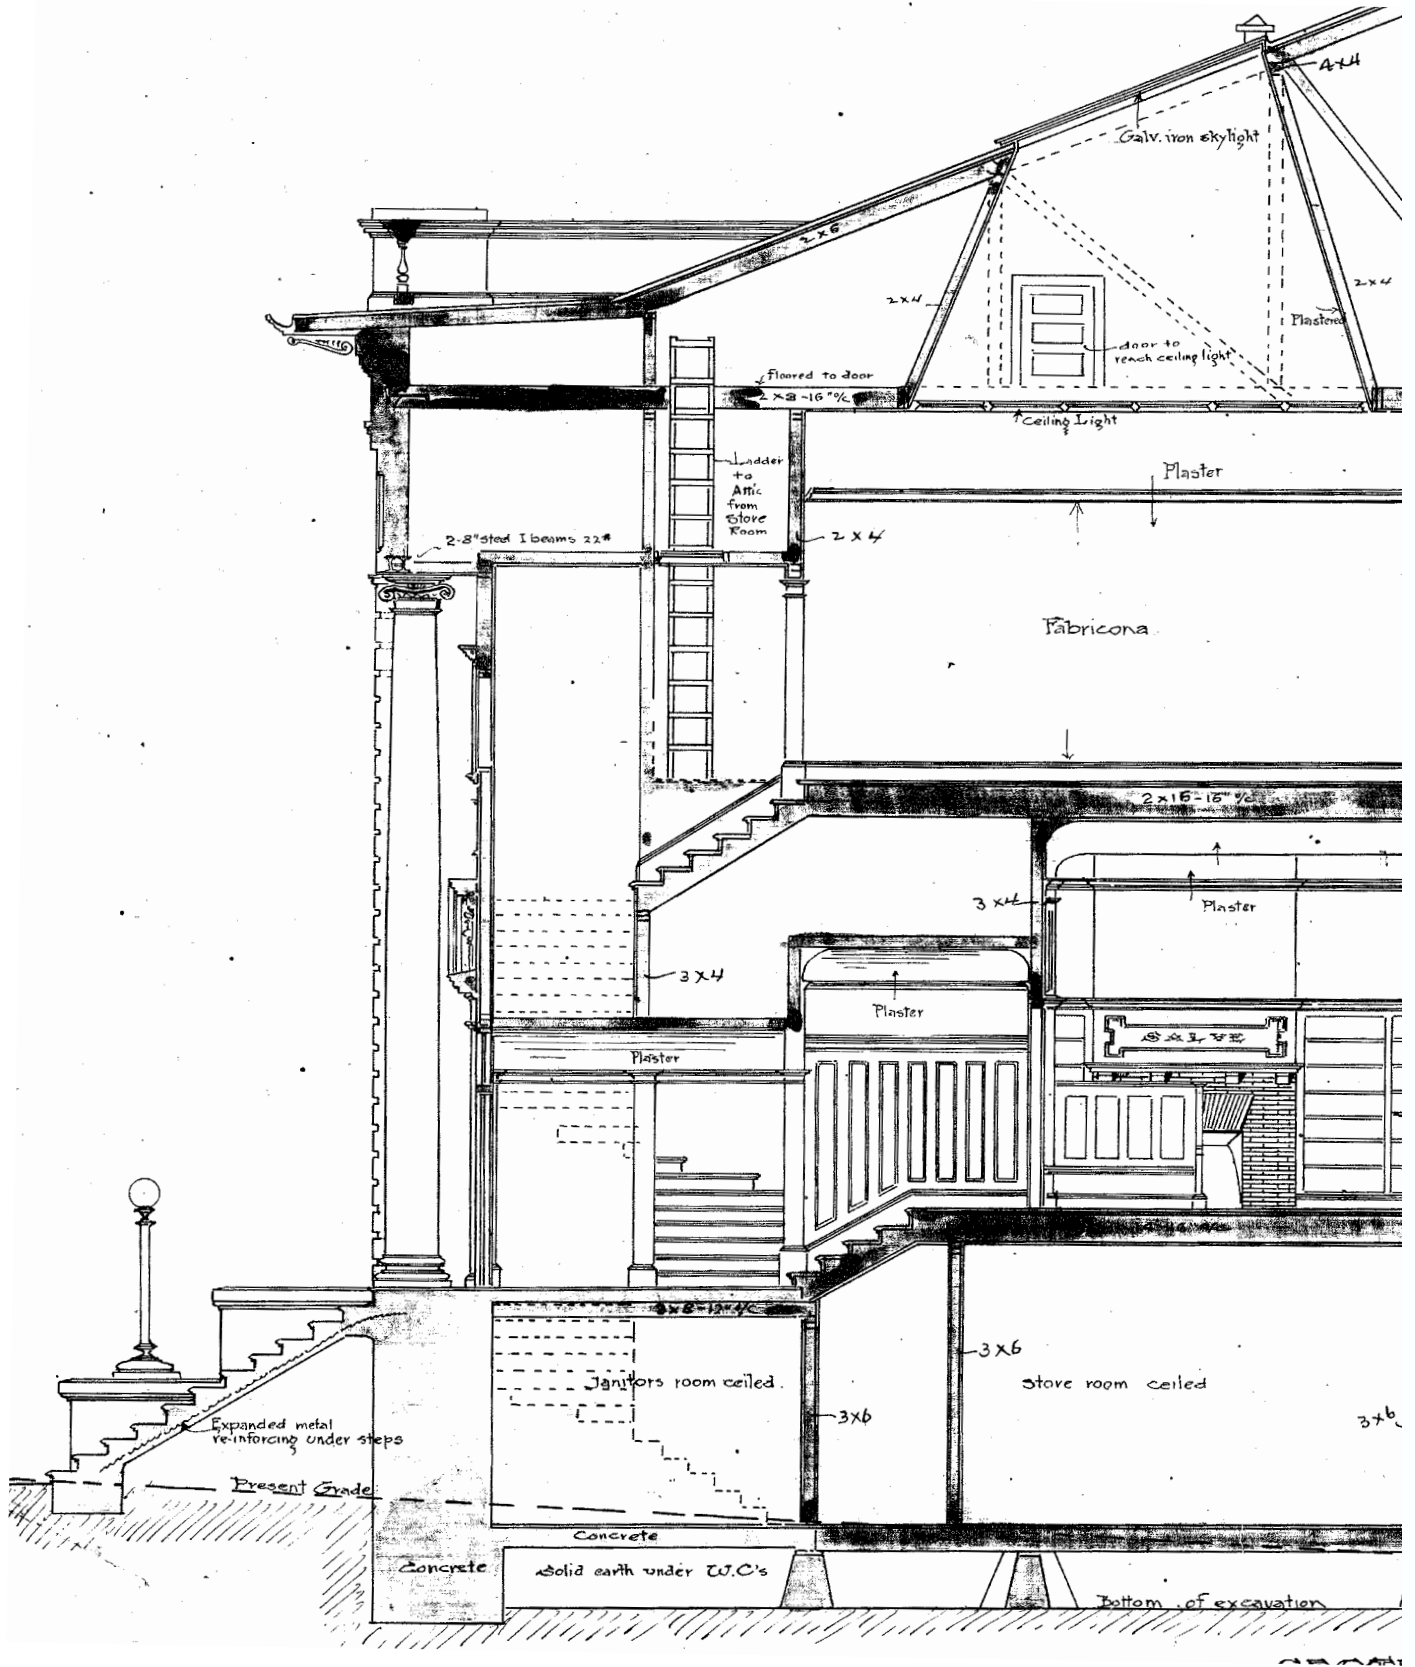 4x4
Galv. iron skylight
2x6
2x4
2x4
Plastered
door to
reach ceiling light
floored to door
2x8-16"o/c
Ceiling Light
Ladder
to
Attic
from
Store
Room
Plaster
2-8" steel I beams 22#
2x4
Fabricona
3x4
Plaster
3x4
Plaster
SALVE
Plaster
Janitors room ceiled.
3x6
Store room ceiled
3x6
3x6
Expanded metal
re-inforcing under steps
Present Grade
Concrete
Concrete
Solid earth under W.C's
Bottom of excavation